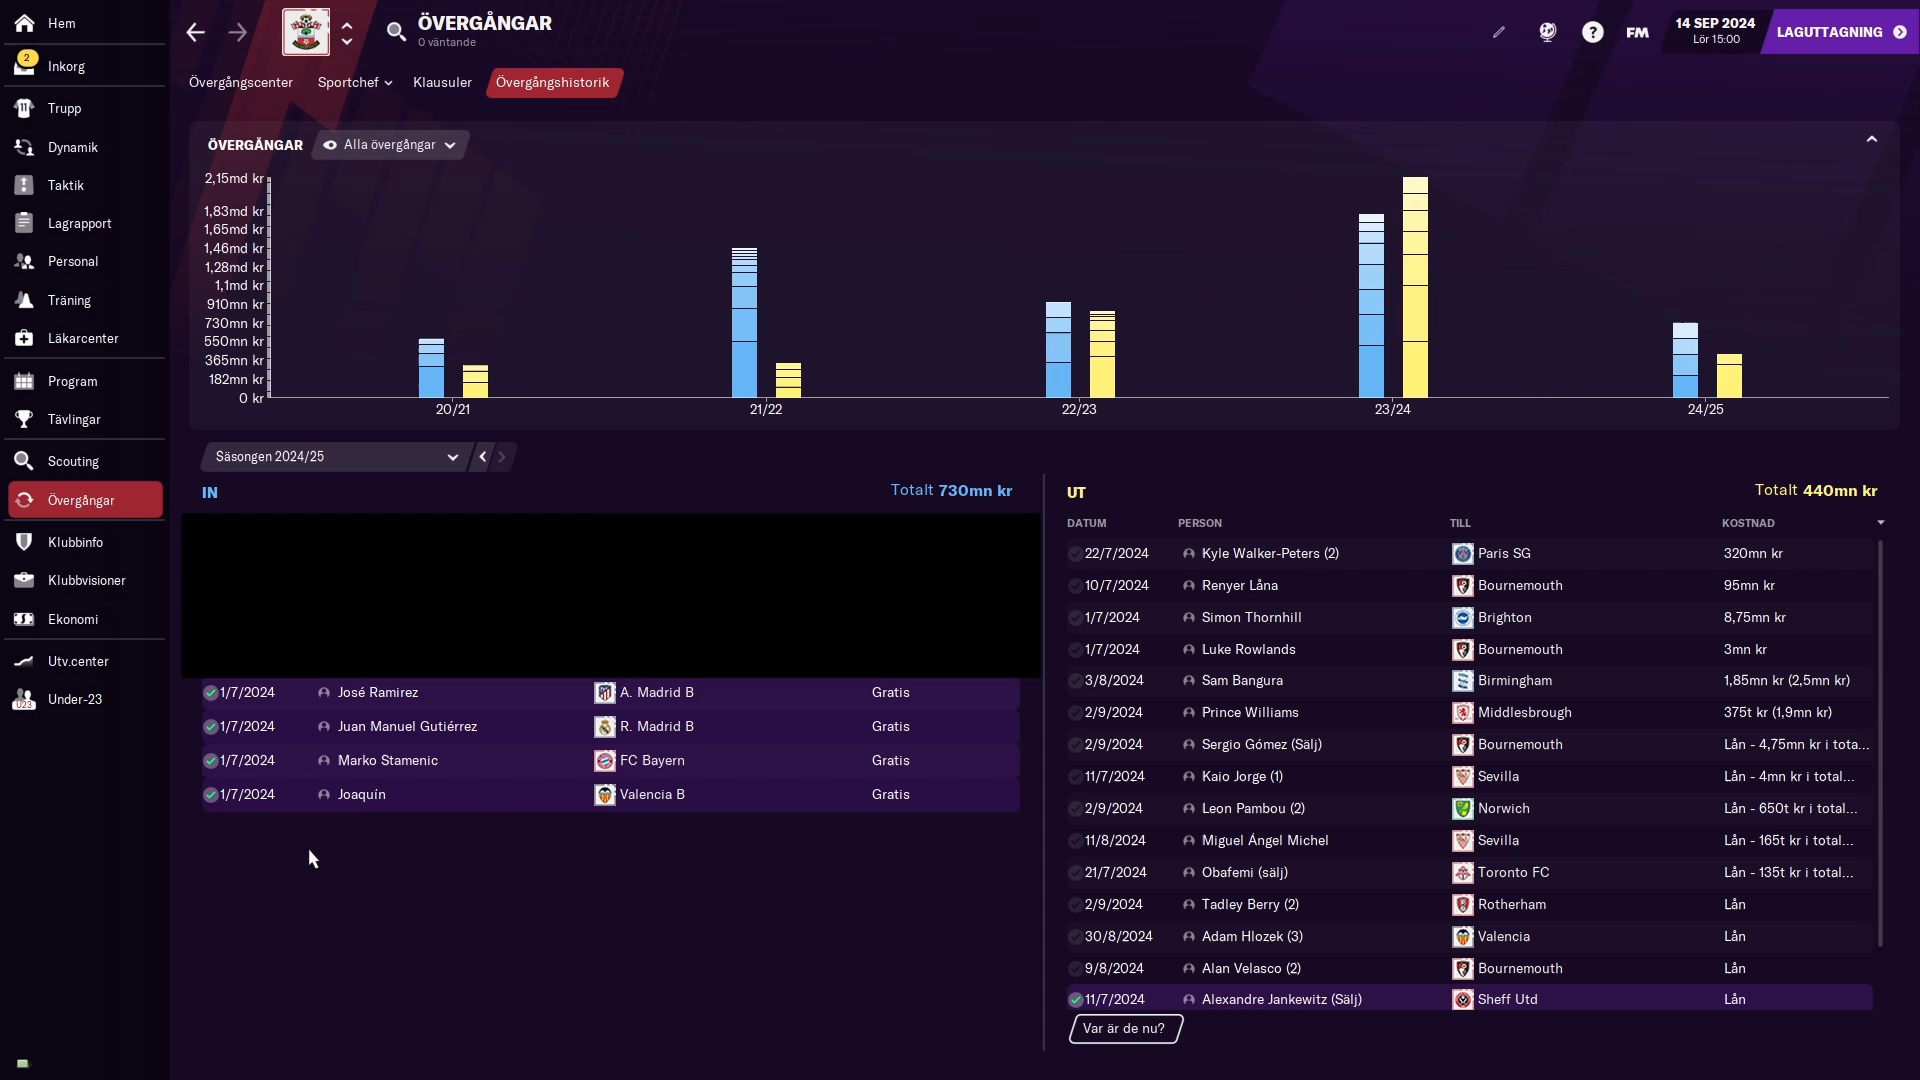 Hem
2
Inkorg
11
Trupp
Dynamik
Taktik
Lagrapport
Personal
Träning
Läkarcenter
Program
Tävlingar
Scouting
Övergångar
Klubbinfo
Klubbvisioner
Ekonomi
Utv.center
U23
Under-23
ÖVERGÅNGAR
0 väntande
?
FM
14 SEP 2024
Lör 15:00
LAGUTTAGNING
Övergångscenter Sportchef Klausuler Övergångshistorik
ÖVERGÅNGAR Alla övergångar
2,15md kr
1,83md kr
1,65md kr
1,46md kr
1,28md kr
1,1md kr
910mn kr
730mn kr
550mn kr
365mn kr
182mn kr
0 kr
20/21 21/22 22/23 23/24 24/25
Säsongen 2024/25
IN Totalt 730mn kr
1/7/2024 José Ramirez A. Madrid B Gratis
1/7/2024 Juan Manuel Gutiérrez R. Madrid B Gratis
1/7/2024 Marko Stamenic FC Bayern Gratis
1/7/2024 Joaquín Valencia B Gratis
UT Totalt 440mn kr
DATUM PERSON TILL KOSTNAD
22/7/2024 Kyle Walker-Peters (2) Paris SG 320mn kr
10/7/2024 Renyer Låna Bournemouth 95mn kr
1/7/2024 Simon Thornhill Brighton 8,75mn kr
1/7/2024 Luke Rowlands Bournemouth 3mn kr
3/8/2024 Sam Bangura Birmingham 1,85mn kr (2,5mn kr)
2/9/2024 Prince Williams Middlesbrough 375t kr (1,9mn kr)
2/9/2024 Sergio Gómez (Sälj) Bournemouth Lån - 4,75mn kr i tota...
11/7/2024 Kaio Jorge (1) Sevilla Lån - 4mn kr i total...
2/9/2024 Leon Pambou (2) Norwich Lån - 650t kr i total...
11/8/2024 Miguel Ángel Michel Sevilla Lån - 165t kr i total...
21/7/2024 Obafemi (sälj) Toronto FC Lån - 135t kr i total...
2/9/2024 Tadley Berry (2) Rotherham Lån
30/8/2024 Adam Hlozek (3) Valencia Lån
9/8/2024 Alan Velasco (2) Bournemouth Lån
11/7/2024 Alexandre Jankewitz (Sälj) Sheff Utd Lån
Var är de nu?